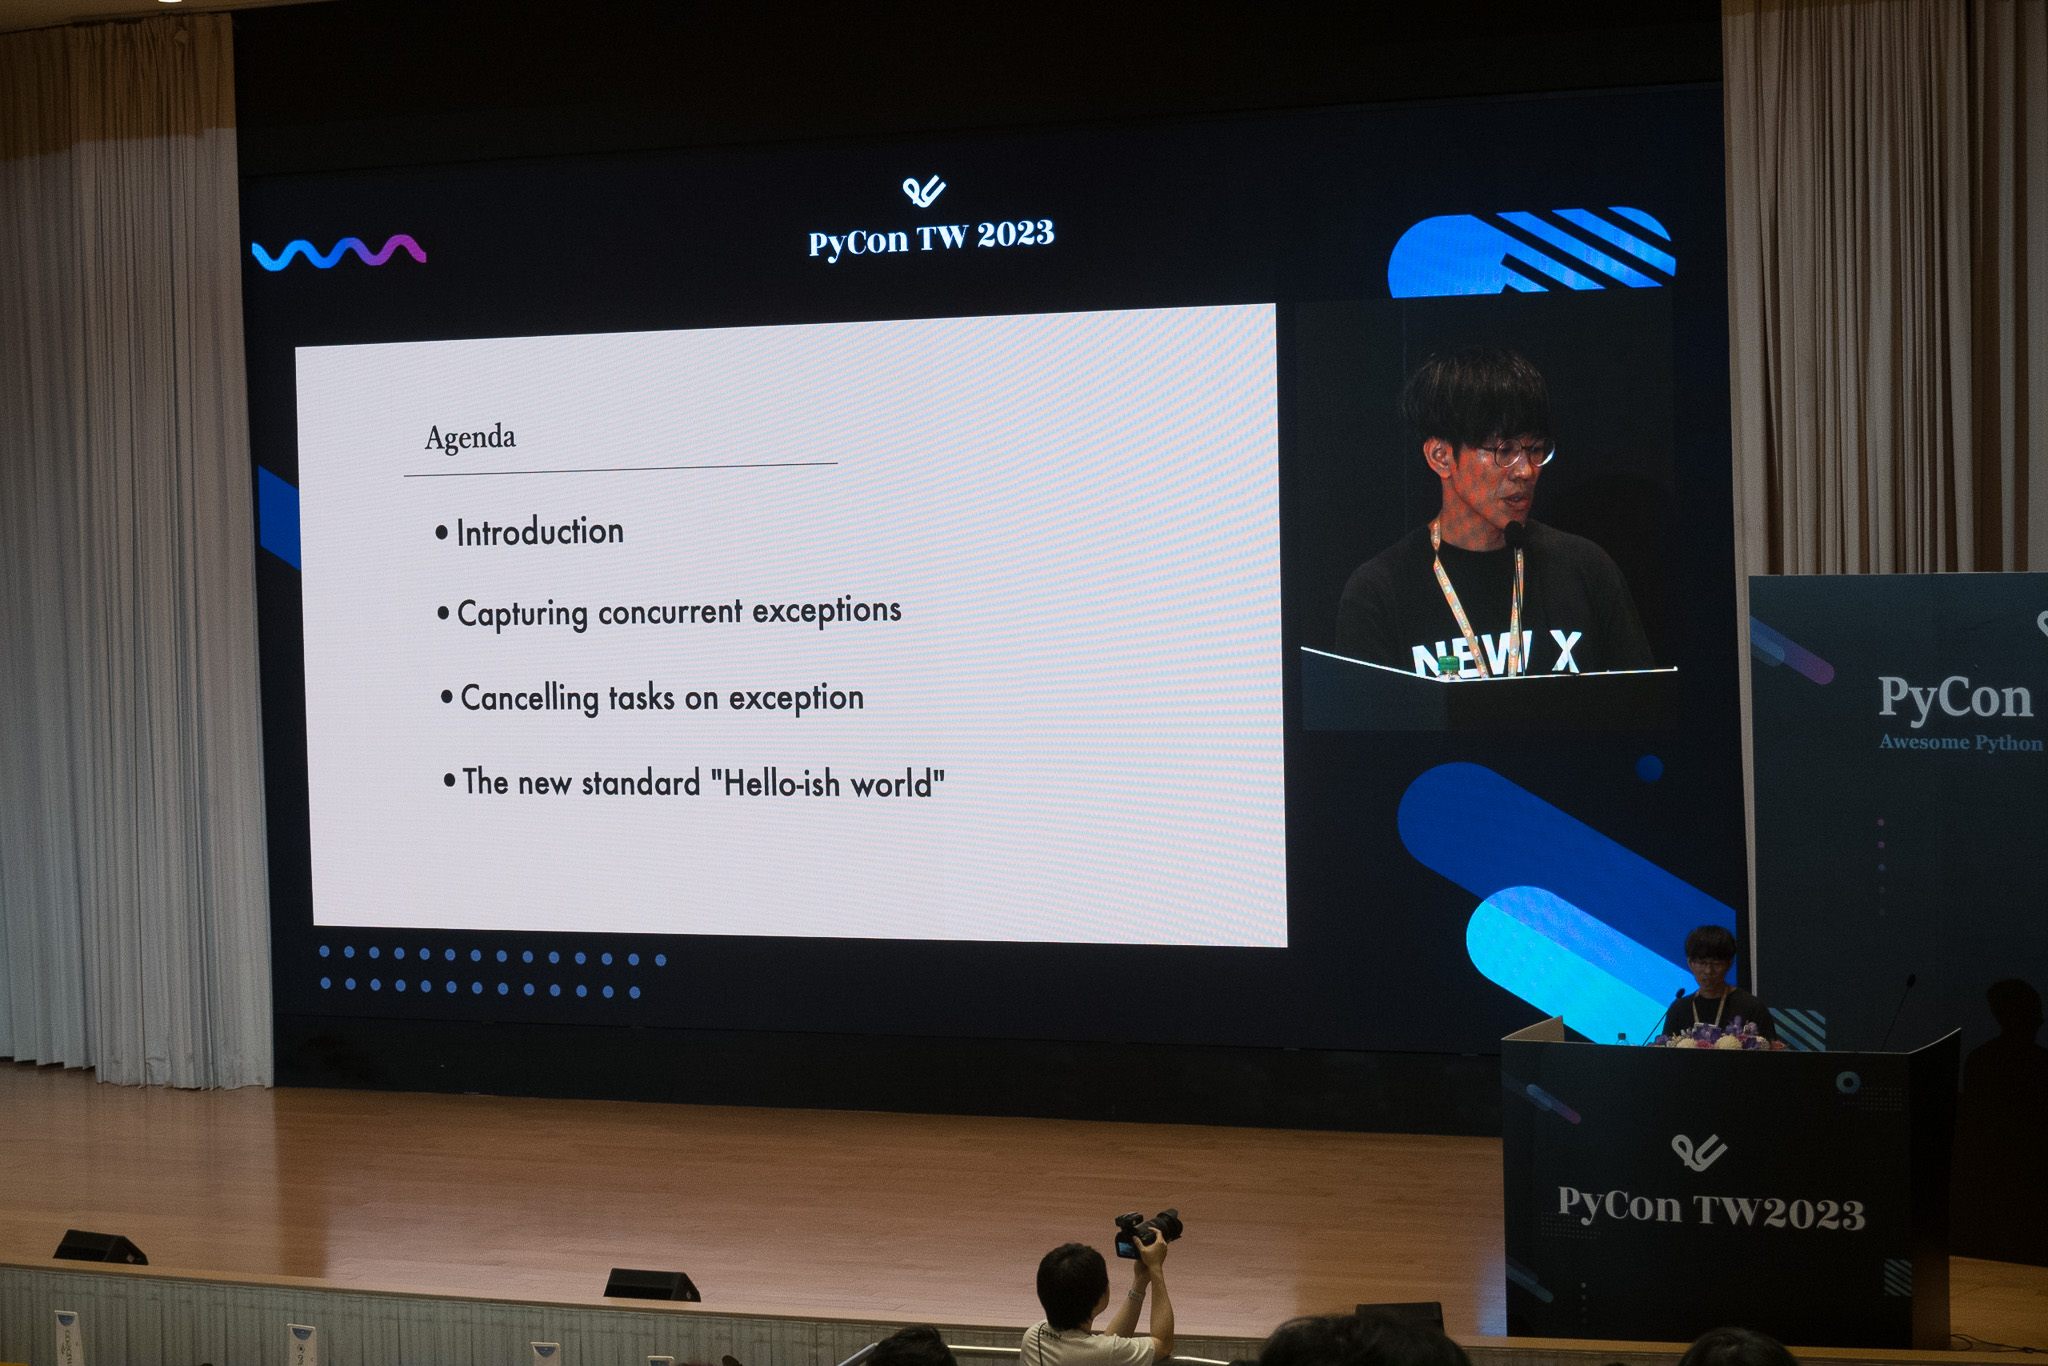 PyCon TW 2023
Agenda
• Introduction
• Capturing concurrent exceptions
• Cancelling tasks on exception
• The new standard "Hello-ish world"
NEW X
PyCon
Awesome Python
PyCon TW2023